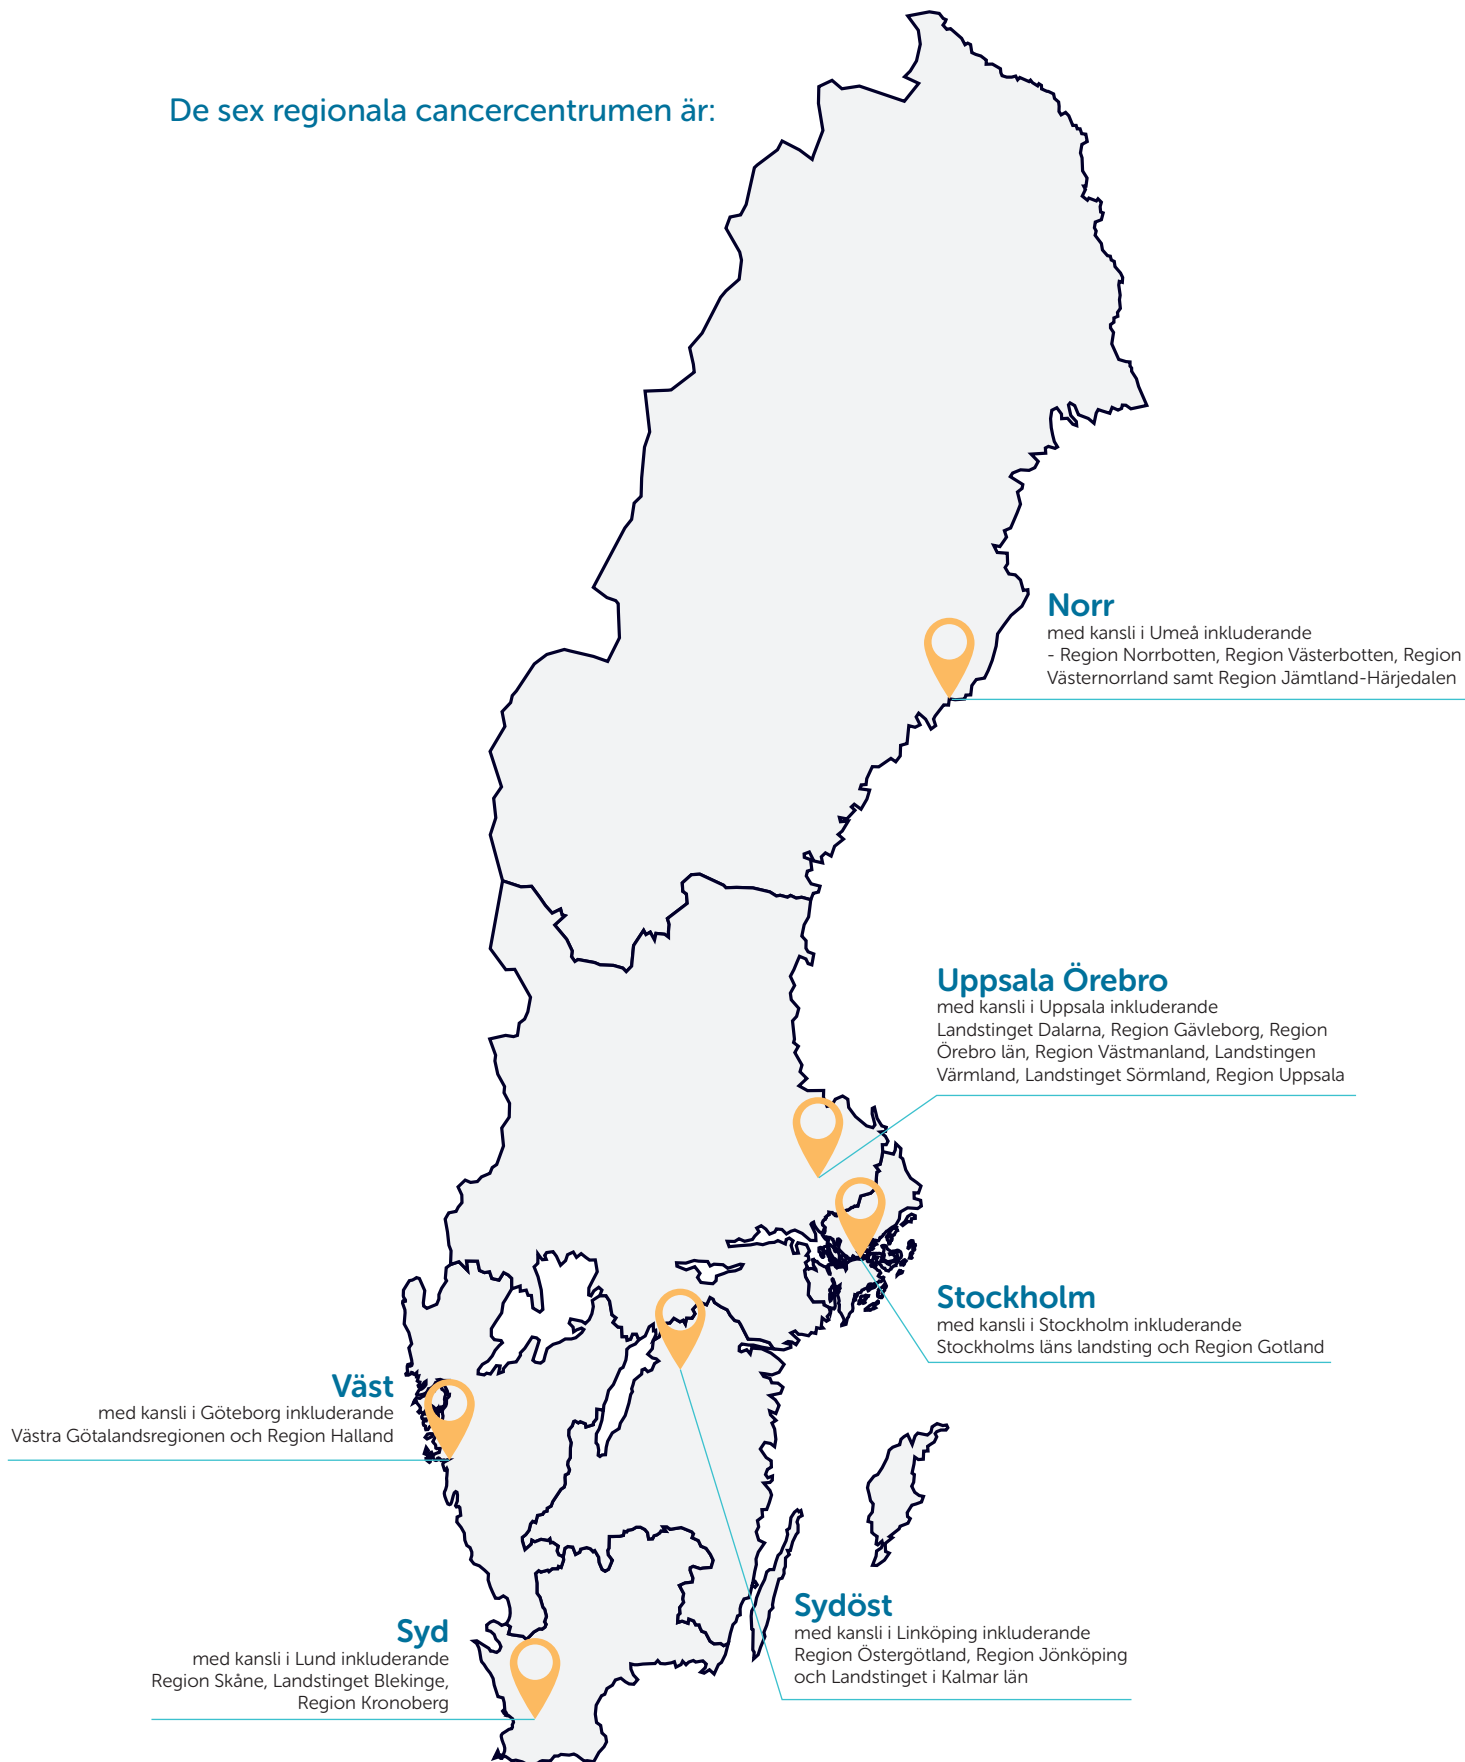 De sex regionala cancercentrumen är:
Norr
med kansli i Umeå inkluderande
- Region Norrbotten, Region Västerbotten, Region
Västernorrland samt Region Jämtland-Härjedalen
Uppsala Örebro
med kansli i Uppsala inkluderande
Landstinget Dalarna, Region Gävleborg, Region
Örebro län, Region Västmanland, Landstingen
Värmland, Landstinget Sörmland, Region Uppsala
Stockholm
med kansli i Stockholm inkluderande
Stockholms läns landsting och Region Gotland
Väst
med kansli i Göteborg inkluderande
Västra Götalandsregionen och Region Halland
Sydöst
med kansli i Linköping inkluderande
Region Östergötland, Region Jönköping
och Landstinget i Kalmar län
Syd
med kansli i Lund inkluderande
Region Skåne, Landstinget Blekinge,
Region Kronoberg